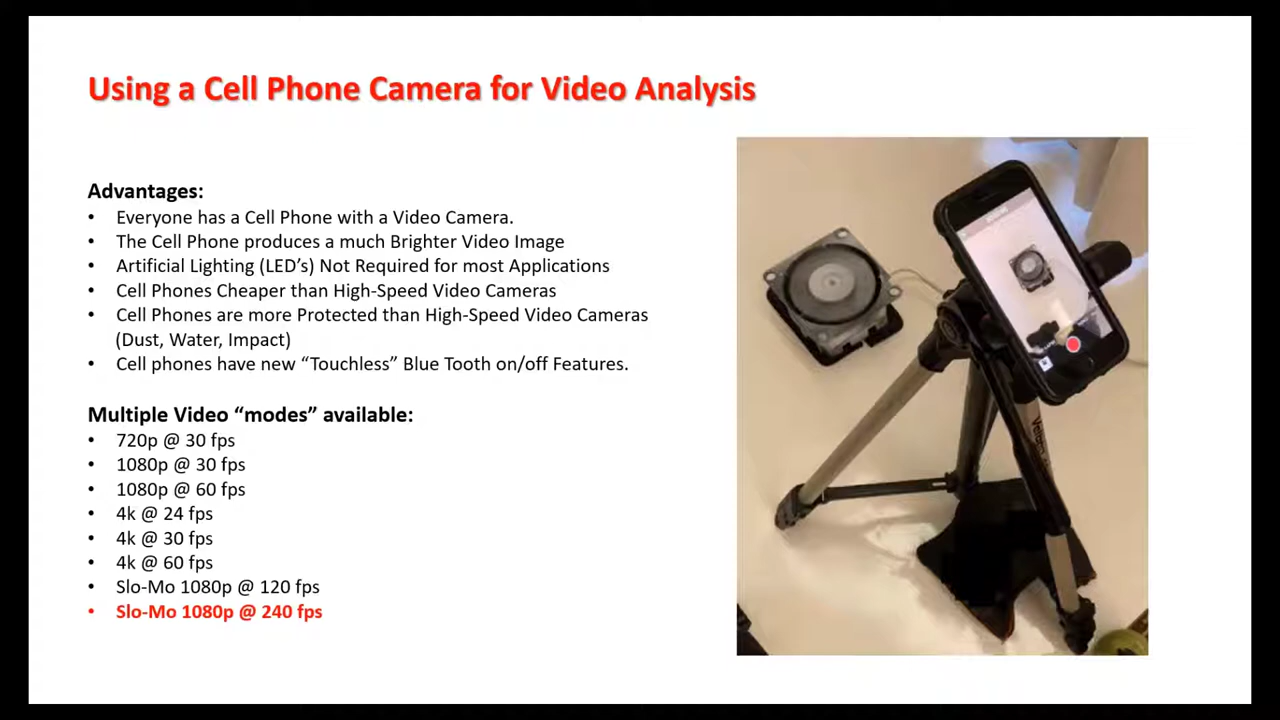 Using a Cell Phone Camera for Video Analysis
Advantages:
• Everyone has a Cell Phone with a Video Camera.
• The Cell Phone produces a much Brighter Video Image
• Artificial Lighting (LED’s) Not Required for most Applications
• Cell Phones Cheaper than High-Speed Video Cameras
• Cell Phones are more Protected than High-Speed Video Cameras
(Dust, Water, Impact)
• Cell phones have new “Touchless” Blue Tooth on/off Features.
Multiple Video “modes” available:
• 720p @ 30 fps
• 1080p @ 30 fps
• 1080p @ 60 fps
• 4k @ 24 fps
• 4k @ 30 fps
• 4k @ 60 fps
• Slo-Mo 1080p @ 120 fps
• Slo-Mo 1080p @ 240 fps